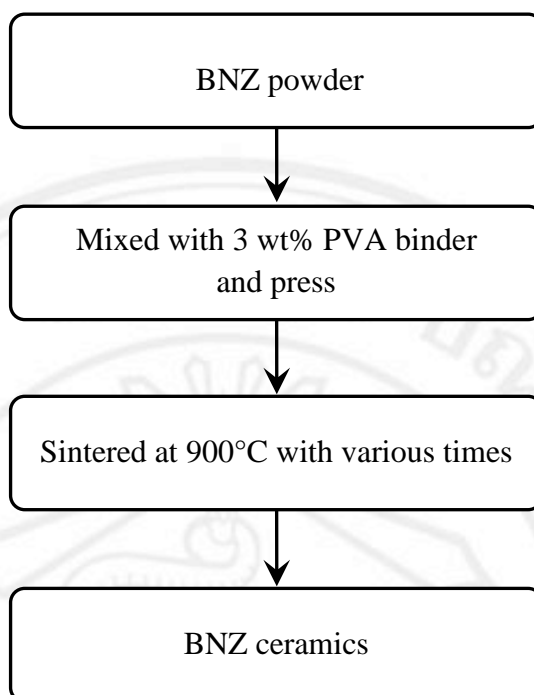 BNZ powder
Mixed with 3 wt% PVA binder
and press
Sintered at 900°C with various times
BNZ ceramics